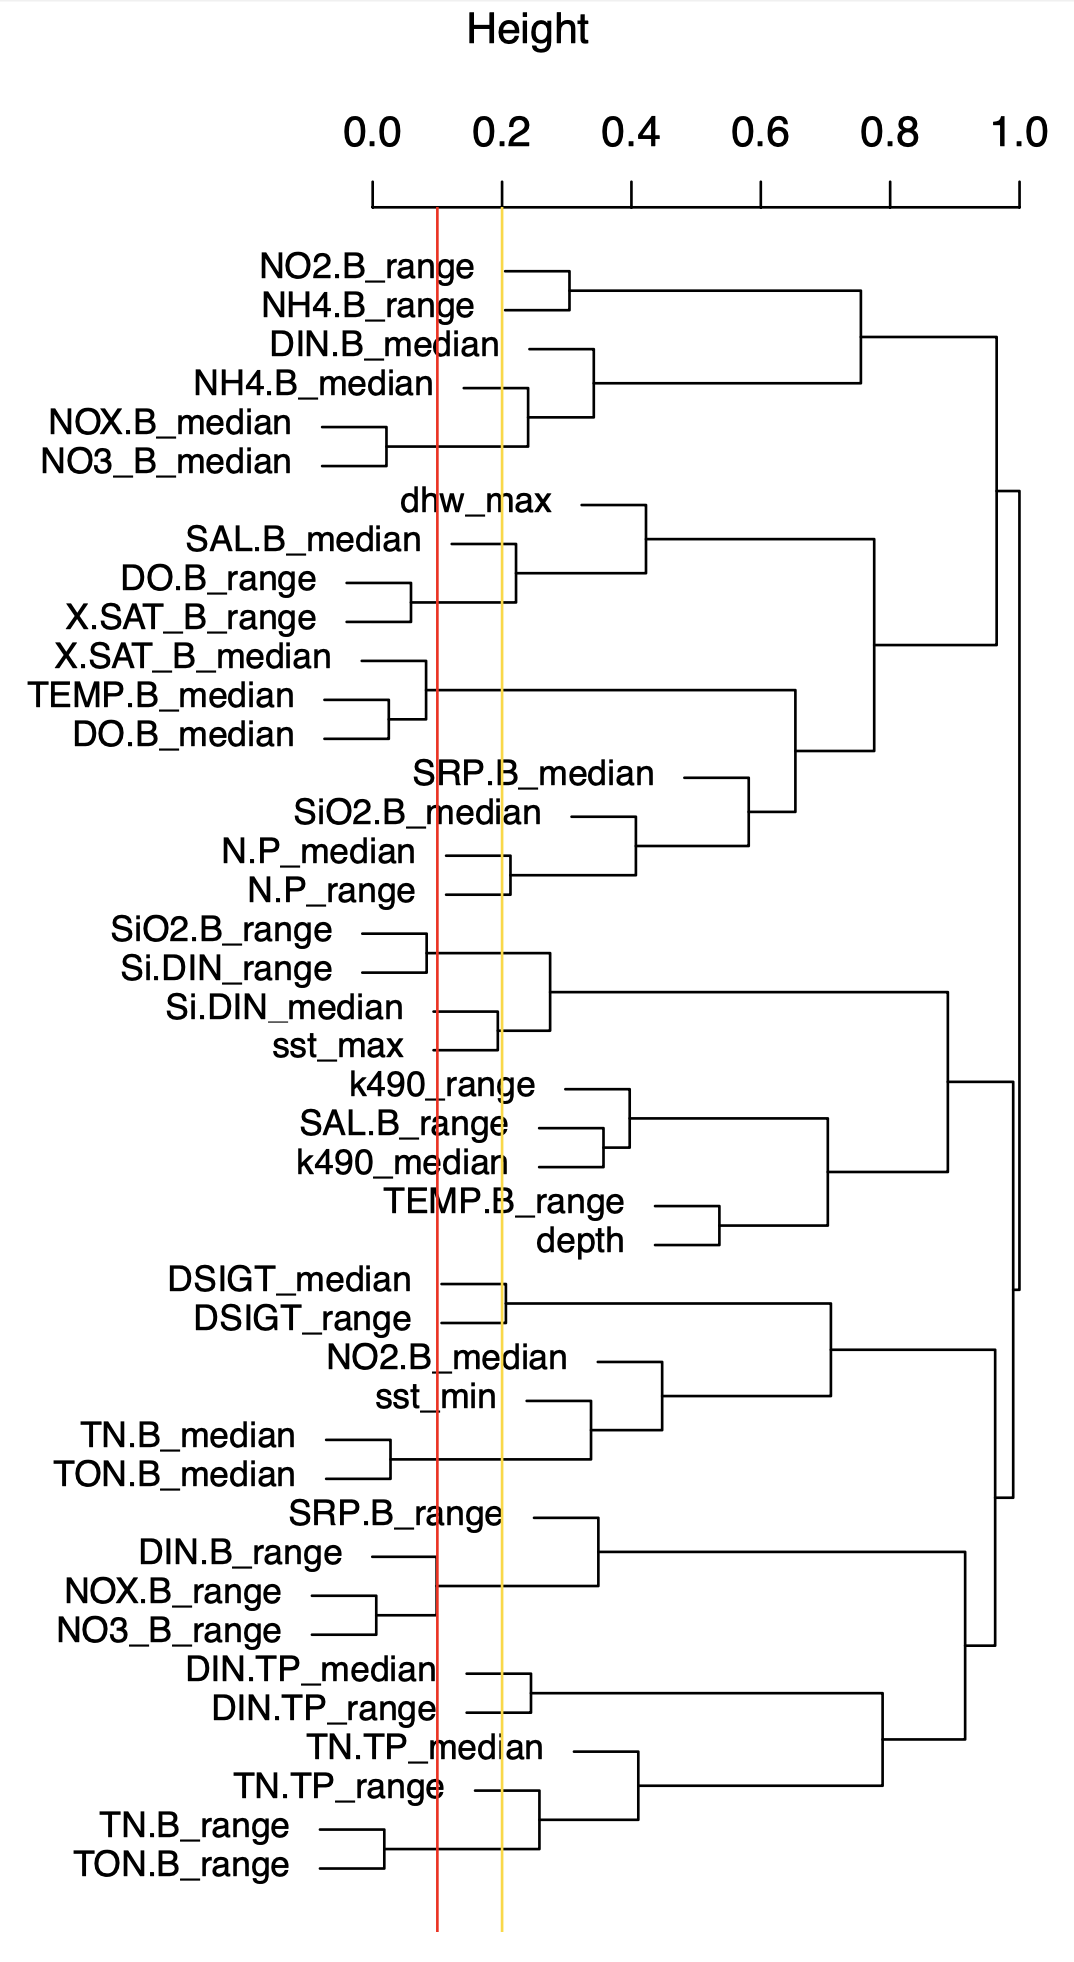 Height
0.0 0.2 0.4 0.6 0.8 1.0
NO2.B_range
NH4.B_range
DIN.B_median
NH4.B_median
NOX.B_median
NO3_B_median
dhw_max
SAL.B_median
DO.B_range
X.SAT_B_range
X.SAT_B_median
TEMP.B_median
DO.B_median
SRP.B_median
SiO2.B_median
N.P_median
N.P_range
SiO2.B_range
Si.DIN_range
Si.DIN_median
sst_max
k490_range
SAL.B_range
k490_median
TEMP.B_range
depth
DSIGT_median
DSIGT_range
NO2.B_median
sst_min
TN.B_median
TON.B_median
SRP.B_range
DIN.B_range
NOX.B_range
NO3_B_range
DIN.TP_median
DIN.TP_range
TN.TP_median
TN.TP_range
TN.B_range
TON.B_range